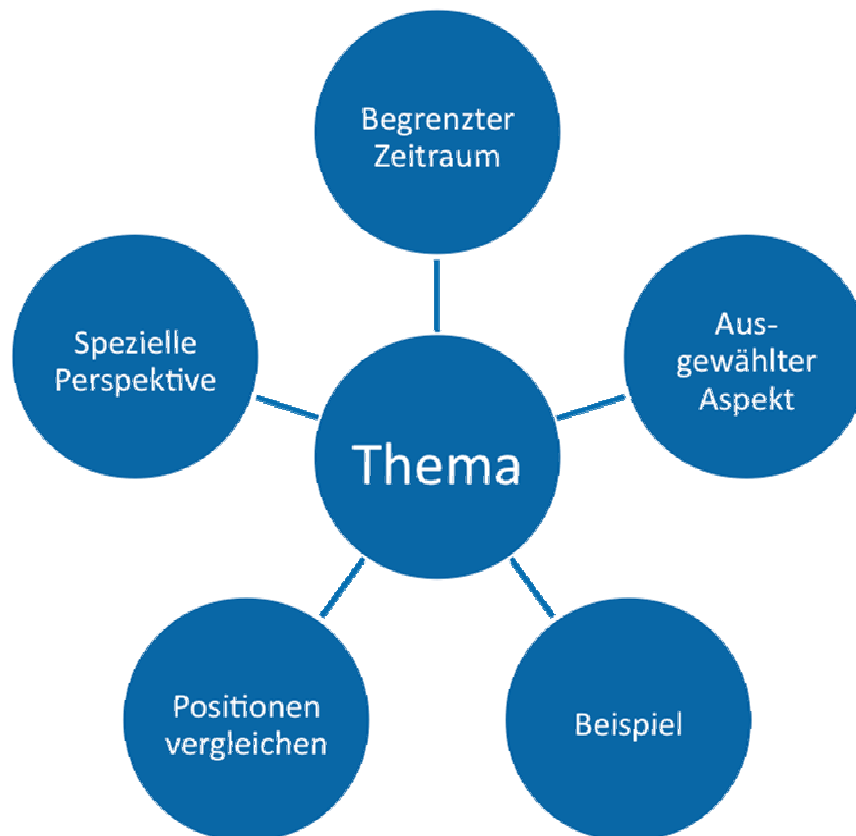 Begrenzter
Zeitraum
Spezielle
Perspektive
Aus-
gewählter
Aspekt
Thema
Positionen
vergleichen
Beispiel